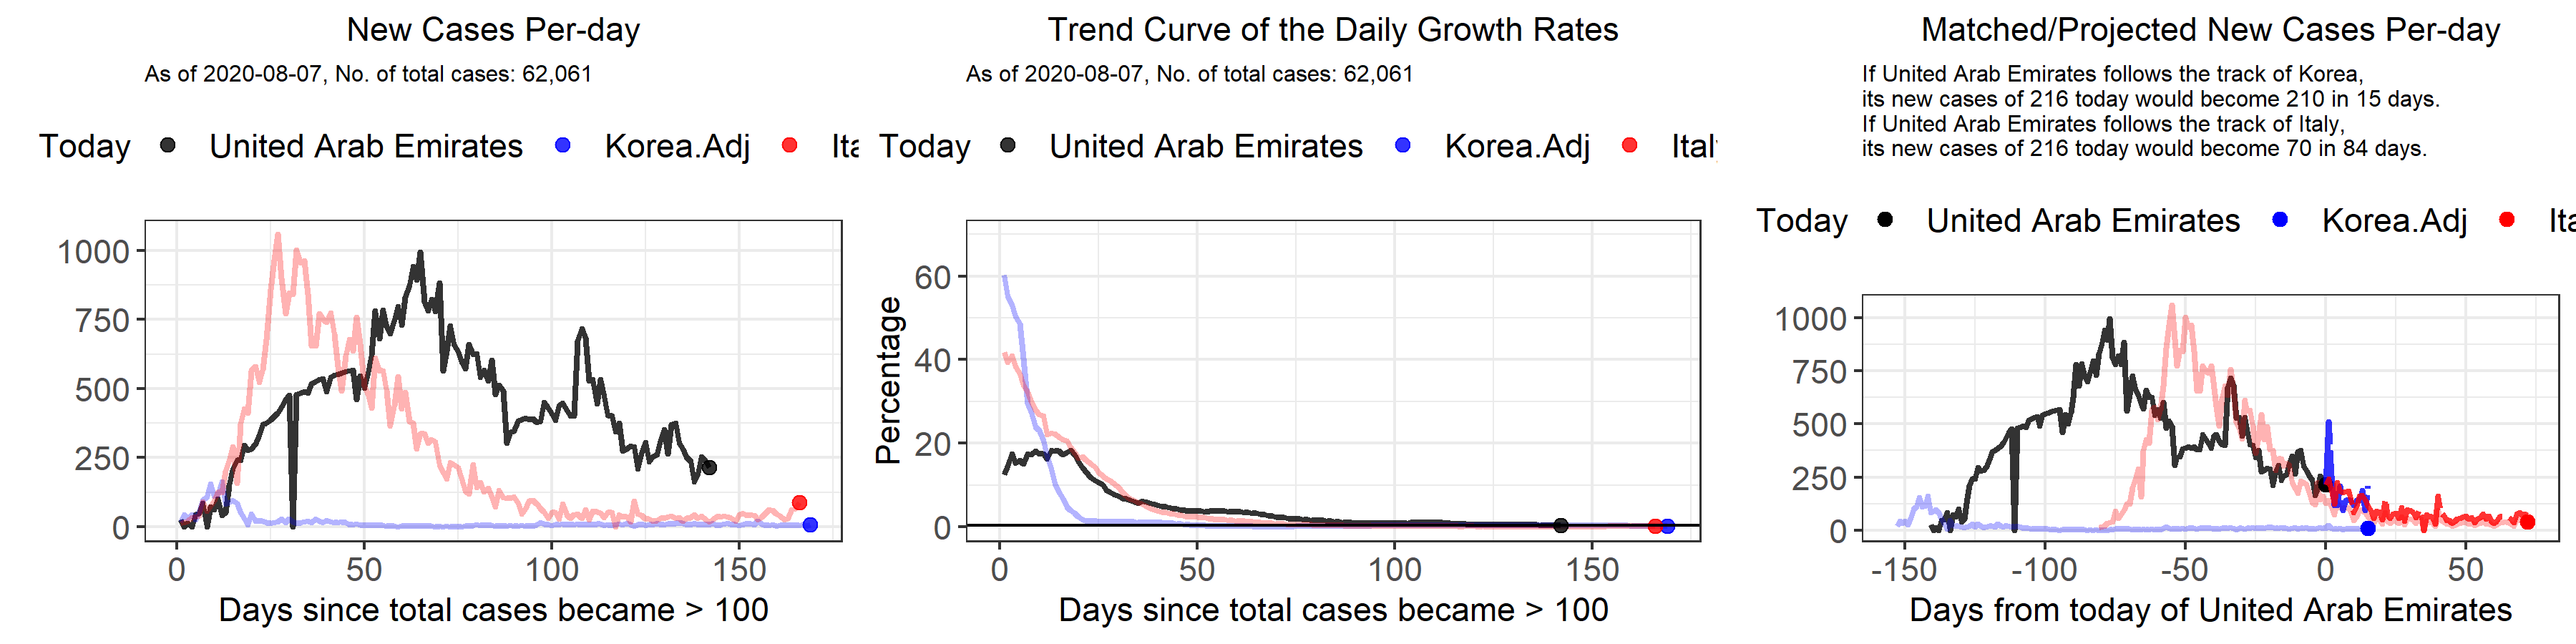 New Cases Per-day
As of 2020-08-07, No. of total cases: 62,061
Today United Arab Emirates Korea.Adj Ita
1000
750
500
250
0
0 50 100 150
Days since total cases became > 100
Trend Curve of the Daily Growth Rates
As of 2020-08-07, No. of total cases: 62,061
Today United Arab Emirates Korea.Adj Ital
Percentage
60
40
20
0
0 50 100 150
Days since total cases became > 100
Matched/Projected New Cases Per-day
If United Arab Emirates follows the track of Korea,
its new cases of 216 today would become 210 in 15 days.
If United Arab Emirates follows the track of Italy,
its new cases of 216 today would become 70 in 84 days.
Today United Arab Emirates Korea.Adj Ita
1000
750
500
250
0
-150 -100 -50 0 50
Days from today of United Arab Emirates